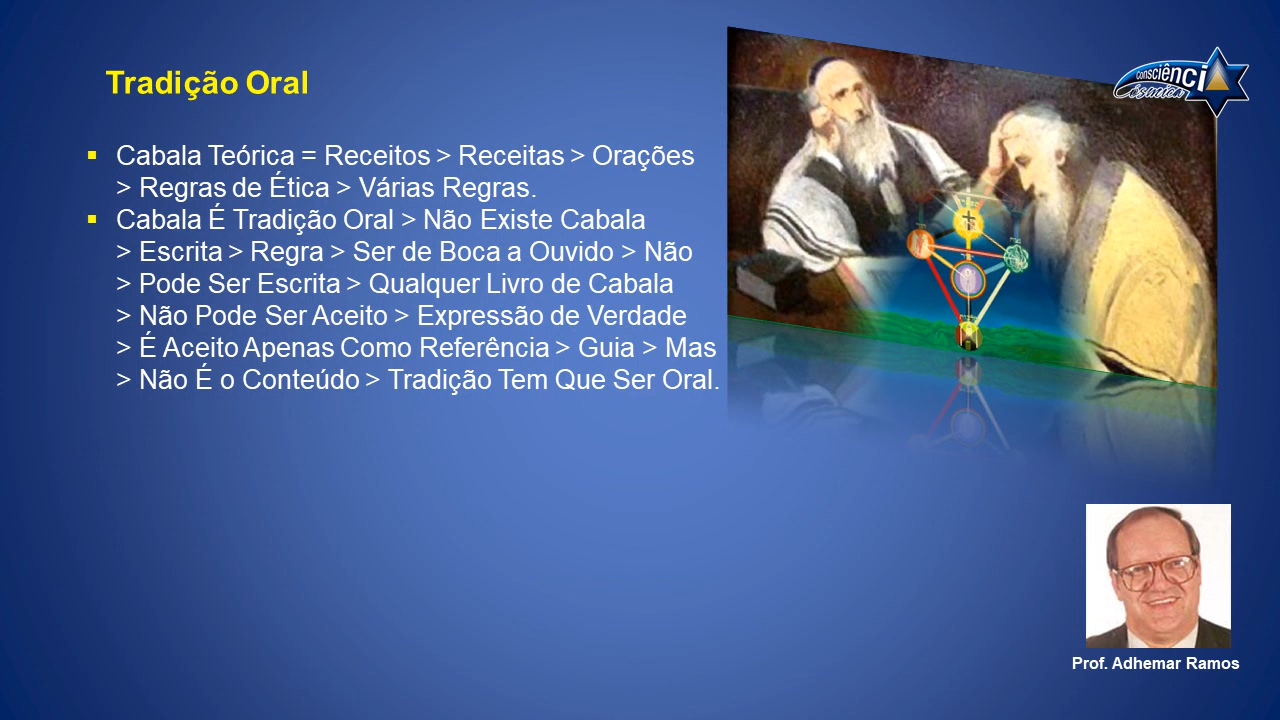 Tradição Oral
Consciência
Cósmica
Cabala Teórica = Receitos > Receitas > Orações
> Regras de Ética > Várias Regras.
Cabala É Tradição Oral > Não Existe Cabala
> Escrita > Regra > Ser de Boca a Ouvido > Não
> Pode Ser Escrita > Qualquer Livro de Cabala
> Não Pode Ser Aceito > Expressão de Verdade
> É Aceito Apenas Como Referência > Guia > Mas
> Não É o Conteúdo > Tradição Tem Que Ser Oral.
Prof. Adhemar Ramos